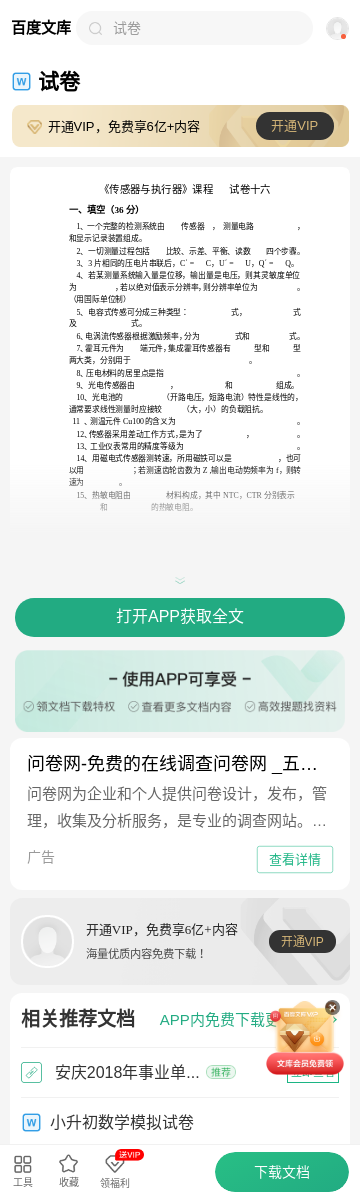 百度文库
试卷
试卷
开通VIP，免费享6亿+内容
开通VIP
《传感器与执行器》课程 试卷十六
一、填空（36 分）
1、一个完整的检测系统由 传感器 ， 测量电路 ，
和显示记录装置组成。
2、一切测量过程包括 比较、示差、平衡、读数 四个步骤。
3、3 片相同的压电片串联后，C′= C，U′= U，Q′= Q。
4、若某测量系统输入量是位移，输出量是电压，则其灵敏度单位
为 ，若以绝对值表示分辨率，则分辨率单位为 。
（用国际单位制）
5、电容式传感可分成三种类型： 式， 式
及 式。
6、电涡流传感器根据激励频率，分为 式和 式。
7、霍耳元件为 端元件，集成霍耳传感器有 型和 型
两大类，分别用于 。
8、压电材料的居里点是指 。
9、光电传感器由 ， 和 组成。
10、光电池的 （开路电压，短路电流）特性是线性的，
通常要求线性测量时应接较 （大，小）的负载阻抗。
11 、测温元件 Cu100 的含义为 。
12、传感器采用差动工作方式，是为了 ， 。
13、工业仪表常用的精度等级为 。
14、用磁电式传感器测转速，所用磁铁可以是 ，也可
以用 ；若测速齿轮齿数为 Z ,输出电动势频率为 f，则转
速为 。
15、热敏电阻由 材料构成，其中 NTC，CTR 分别表示
和 的热敏电阻。
打开APP获取全文
– 使用APP可享受 –
领文档下载特权 查看更多文档内容 高效搜题找资料
问卷网-免费的在线调查问卷网 _五…
问卷网为企业和个人提供问卷设计，发布，管
理，收集及分析服务，是专业的调查网站。…
广告
查看详情
开通VIP，免费享6亿+内容
海量优质内容免费下载！
开通VIP
相关推荐文档
APP内免费下载更
文库会员免费领
安庆2018年事业单...
推荐
小升初数学模拟试卷
工具
收藏
送VIP
领福利
下载文档